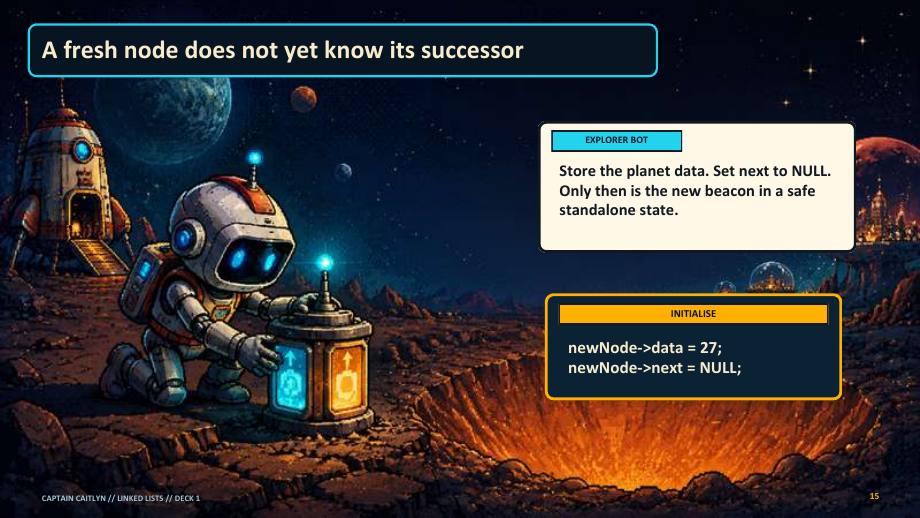 A fresh node does not yet know its successor
EXPLORER BOT
Store the planet data. Set next to NULL.
Only then is the new beacon in a safe
standalone state.
INITIALISE
newNode->data = 27;
newNode->next = NULL;
CAPTAIN CAITLYN // LINKED LISTS // DECK 1
15